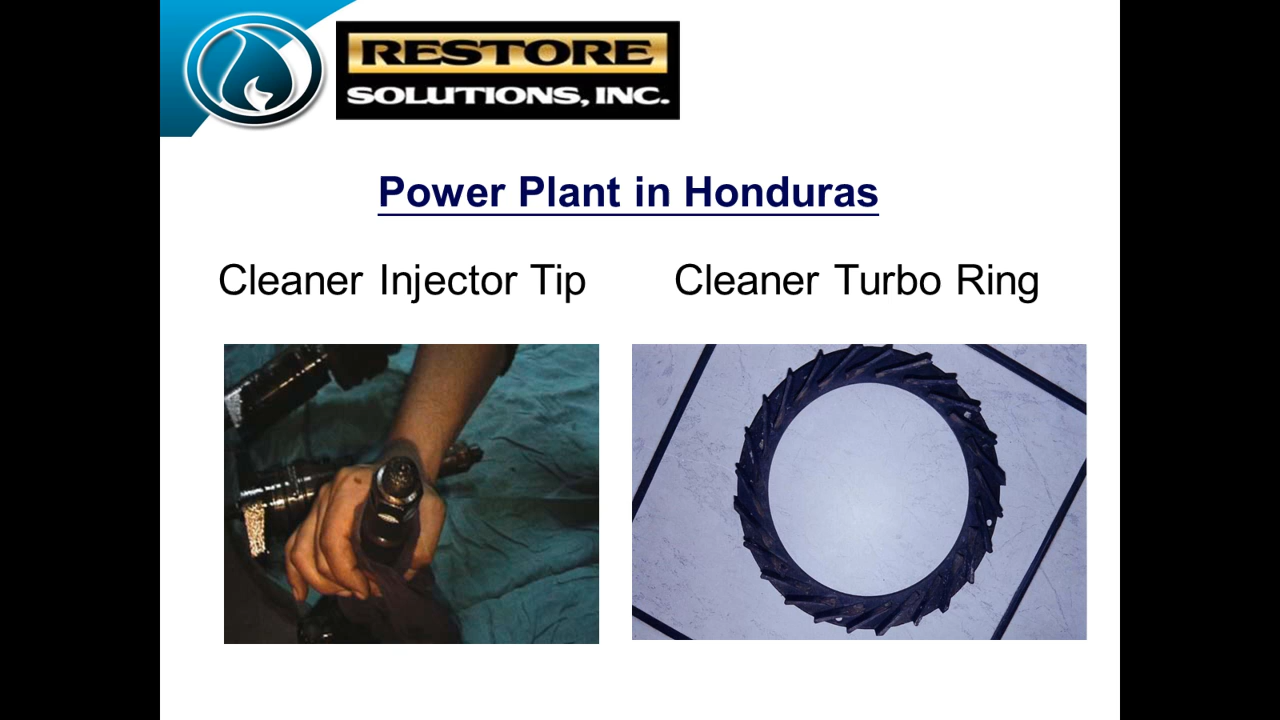 RESTORE
SOLUTIONS, INC.
Power Plant in Honduras
Cleaner Injector Tip
Cleaner Turbo Ring